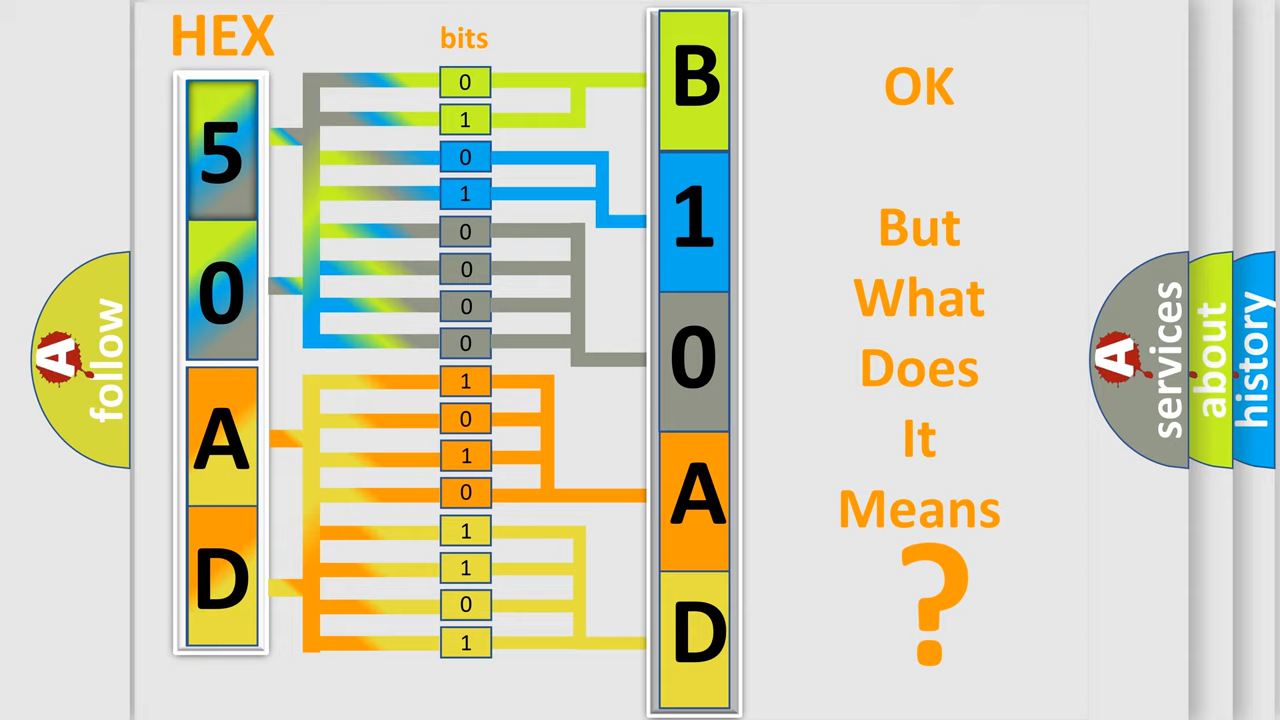 HEX
bits
5
0
A
D
0
1
0
1
0
0
0
0
1
0
1
0
1
1
0
1
B
1
0
A
D
OK
But
What
Does
It
Means
?
A
follow
A
services
about
history